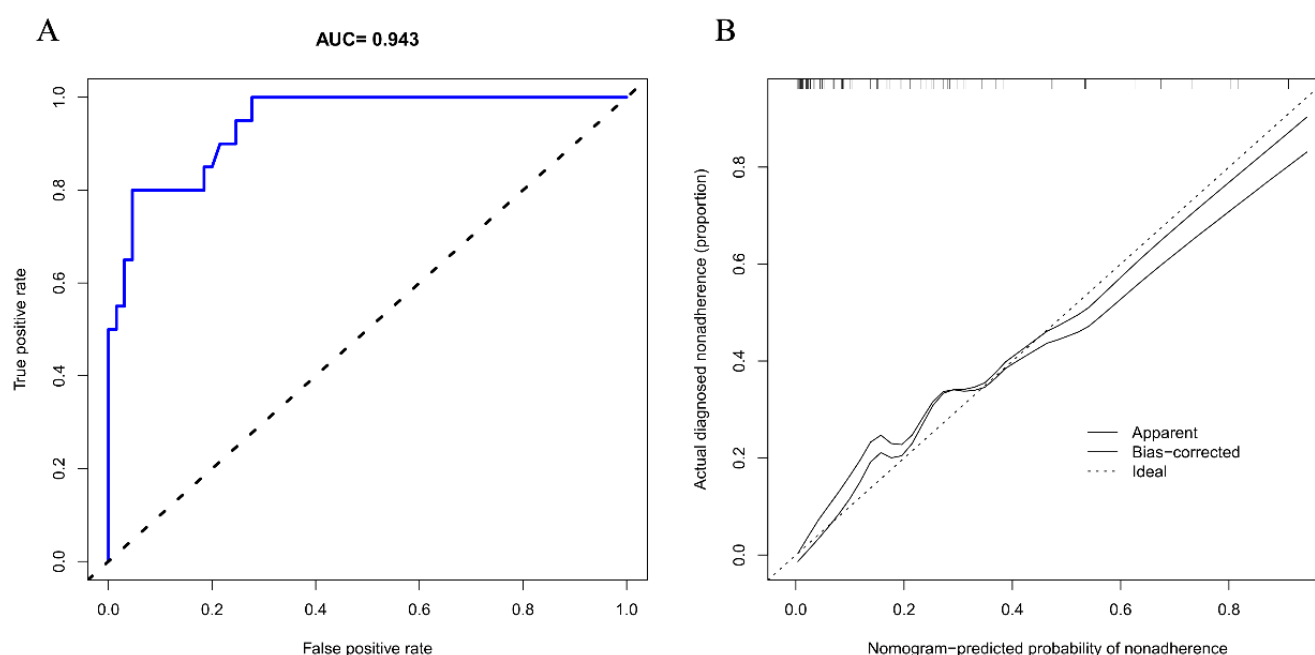 A
AUC= 0.943
True positive rate
1.0
0.8
0.6
0.4
0.2
0.0
0.0 0.2 0.4 0.6 0.8 1.0
False positive rate
B
Actual diagnosed nonadherence (proportion)
0.8
0.6
0.4
0.2
0.0
Apparent
Bias−corrected
Ideal
0.0 0.2 0.4 0.6 0.8
Nomogram−predicted probability of nonadherence